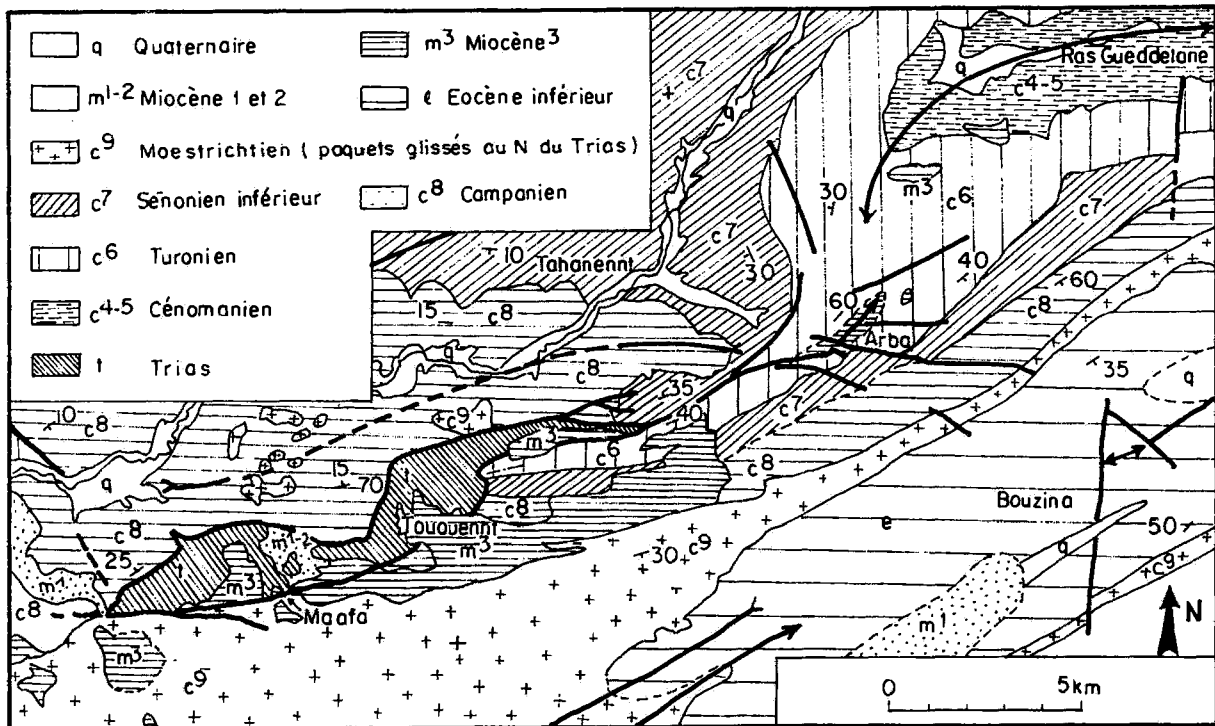 q Quaternaire
m1-2 Miocène 1 et 2
c9 Moestrichtien ( paquets glissés au N du Trias)
c7 Sénonien inférieur
c6 Turonien
c4-5 Cénomanien
t Trias
m3 Miocène3
e Eocène inférieur
c8 Campanien
Ras Gueddelane
c7
q
q
c4-5
30
m3
c6
c7
10
Tahanennt
c7
30
40
15
c8
60
θ
c8
60
Arba
q
c8
35
q
35
40
c7
c9
m3
c6
c8
10
c8
15
70
t
c8
Bouzina
q
Touquennt
e
50
c8
m1-2
m3
30
c9
q
c9
25
t
m3
m1
c8
Maafa
m1
N
m3
c9
0
5km